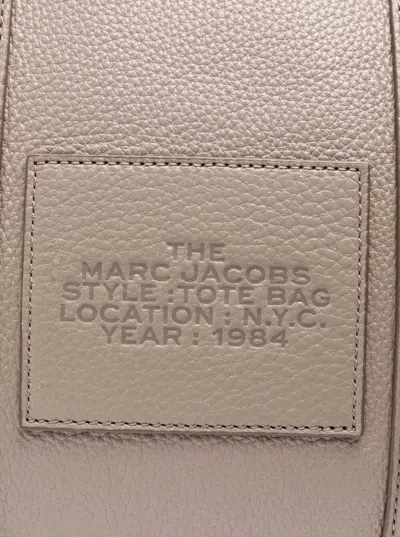 THE
MARC JACOBS
STYLE : TOTE BAG
LOCATION : N.Y.C.
YEAR : 1984